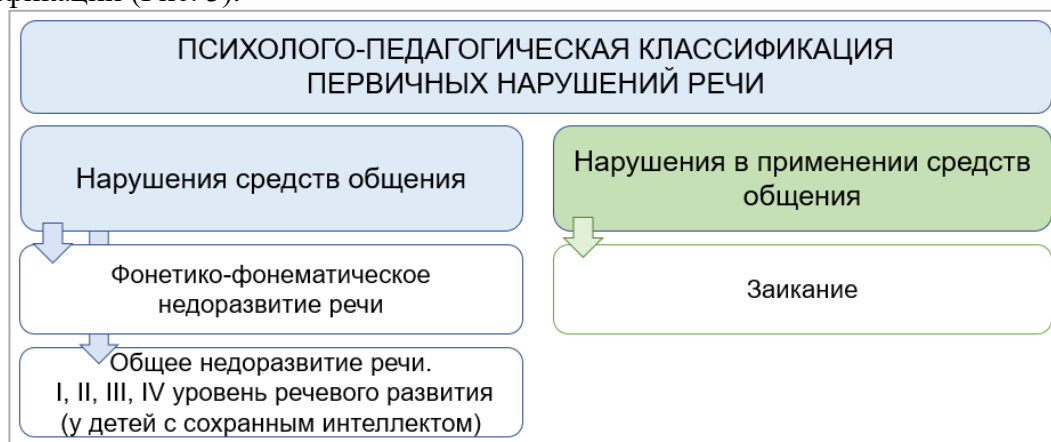 ПСИХОЛОГО-ПЕДАГОГИЧЕСКАЯ КЛАССИФИКАЦИЯ
ПЕРВИЧНЫХ НАРУШЕНИЙ РЕЧИ
Нарушения средств общения
Нарушения в применении средств
общения
Фонетико-фонематическое
недоразвитие речи
Заикание
Общее недоразвитие речи.
I, II, III, IV уровень речевого развития
(у детей с сохранным интеллектом)